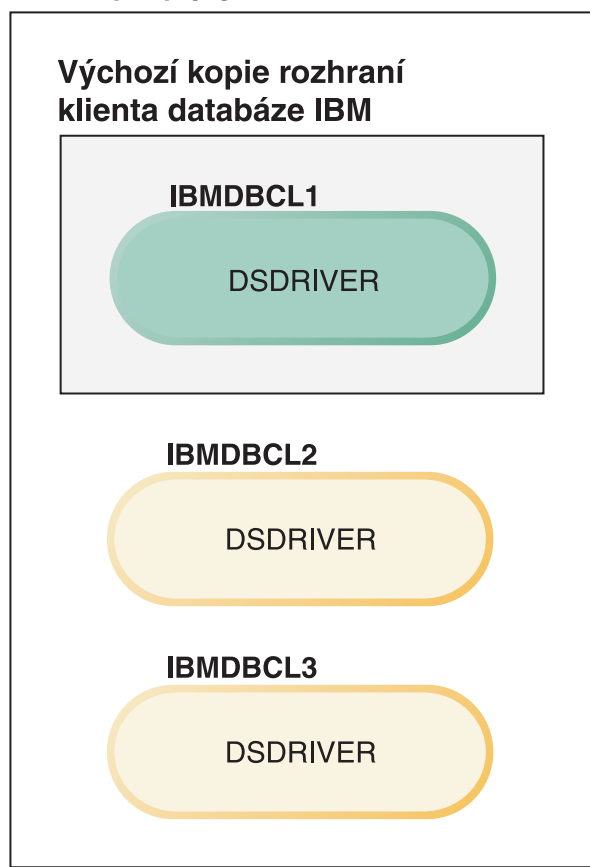 Výchozí kopie rozhraní
klienta databáze IBM
IBMDBCL1
DSDRIVER
IBMDBCL2
DSDRIVER
IBMDBCL3
DSDRIVER